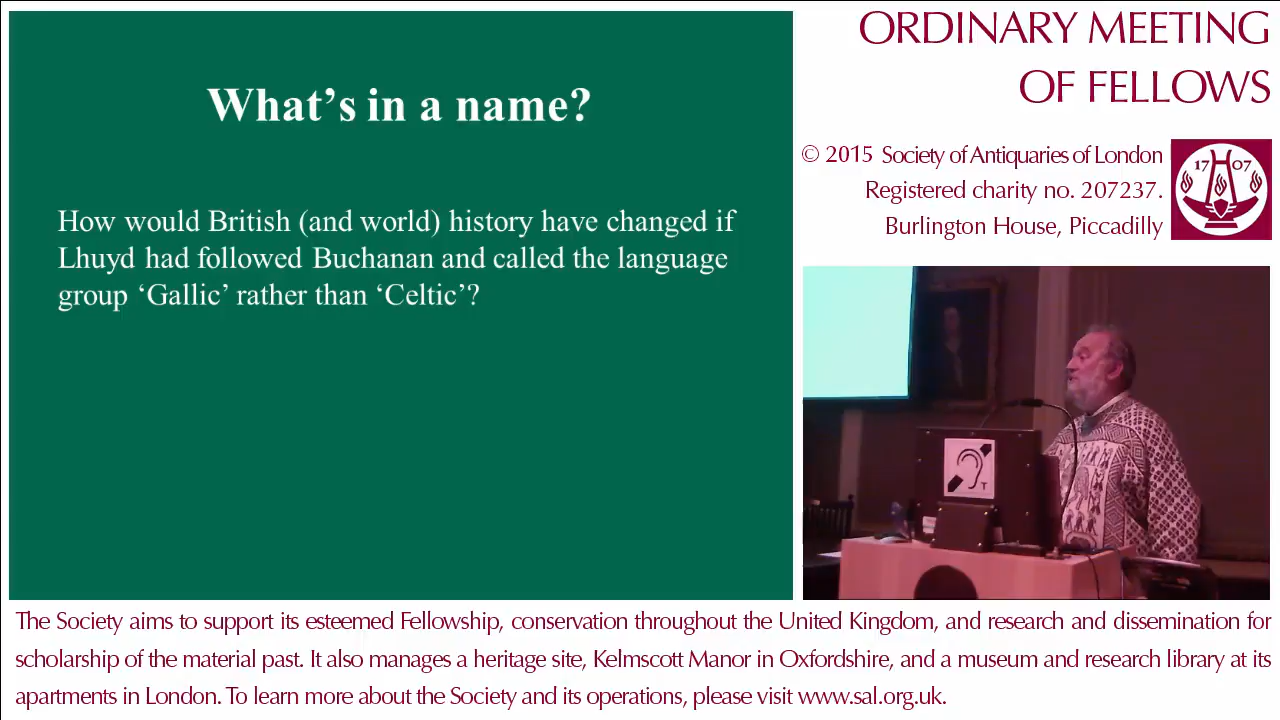 What's in a name?
How would British (and world) history have changed if
Lhuyd had followed Buchanan and called the language
group ‘Gallic’ rather than ‘Celtic’?
ORDINARY MEETING
OF FELLOWS
© 2015 Society of Antiquaries of London
Registered charity no. 207237.
Burlington House, Piccadilly
17 07
T
The Society aims to support its esteemed Fellowship, conservation throughout the United Kingdom, and research and dissemination for
scholarship of the material past. It also manages a heritage site, Kelmscott Manor in Oxfordshire, and a museum and research library at its
apartments in London. To learn more about the Society and its operations, please visit www.sal.org.uk.